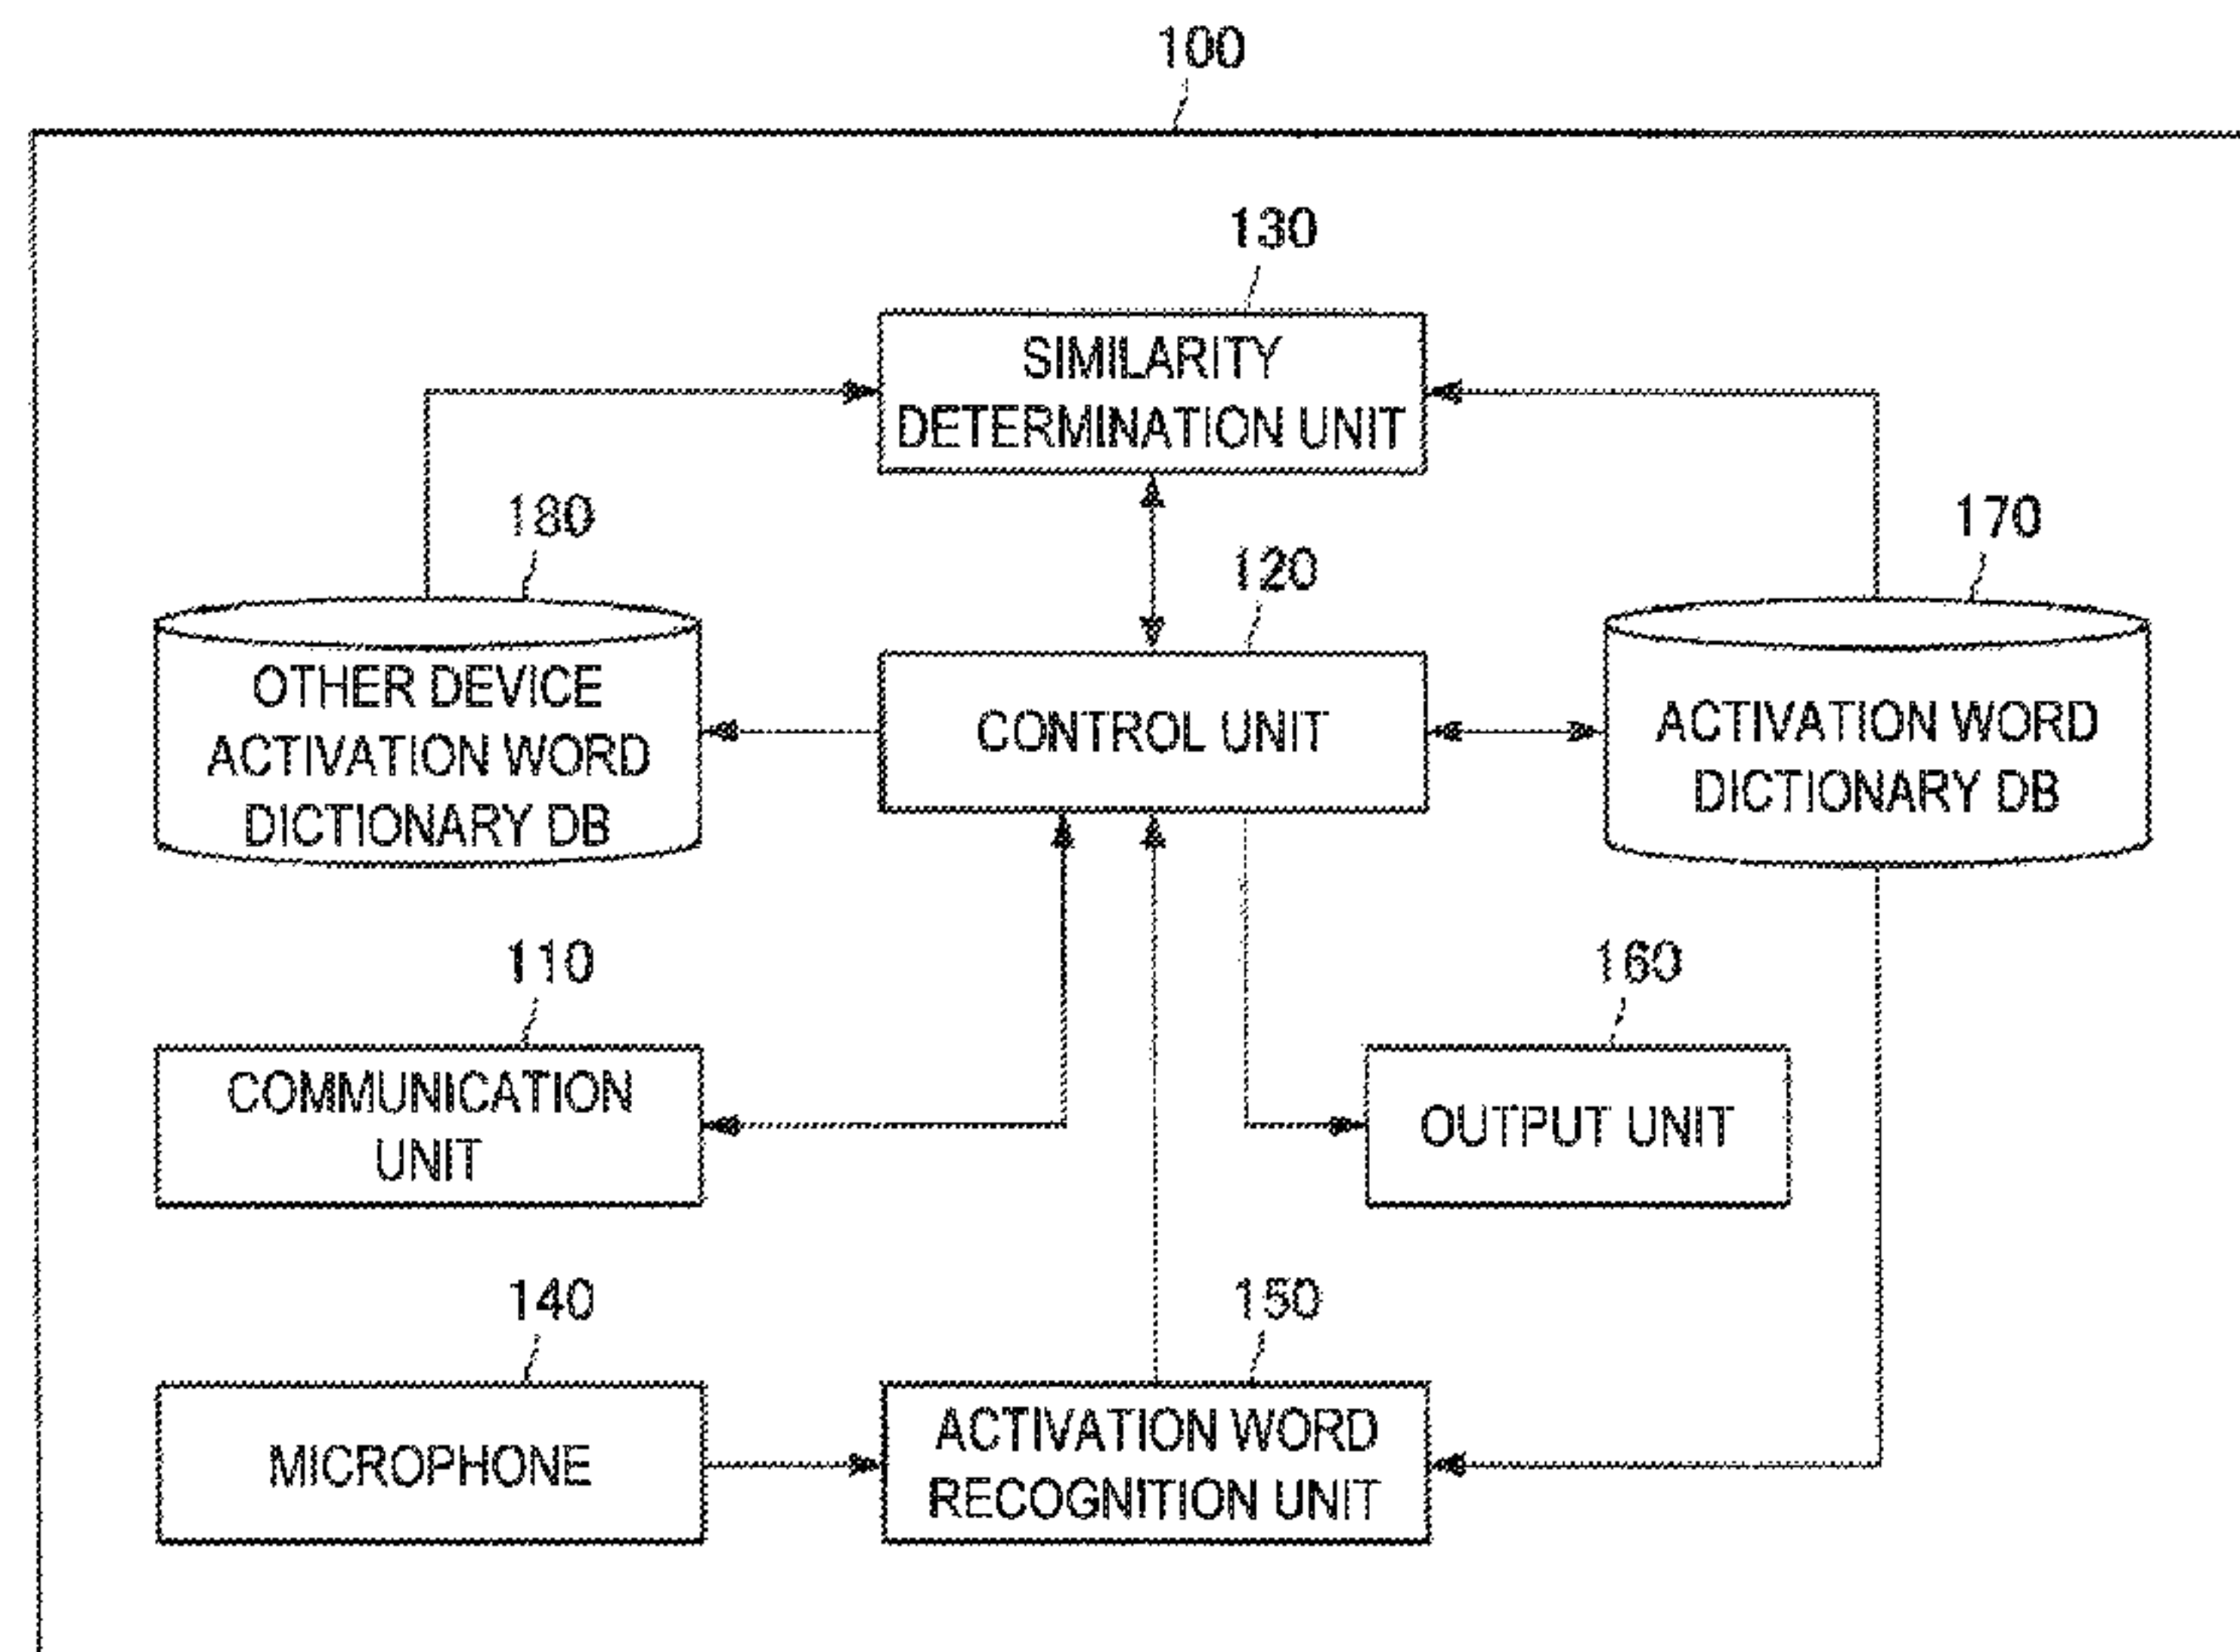 100
130
SIMILARITY
DETERMINATION UNIT
180
120
170
OTHER DEVICE
ACTIVATION WORD
DICTIONARY DB
CONTROL UNIT
ACTIVATION WORD
DICTIONARY DB
110
160
COMMUNICATION
UNIT
OUTPUT UNIT
140
150
MICROPHONE
ACTIVATION WORD
RECOGNITION UNIT